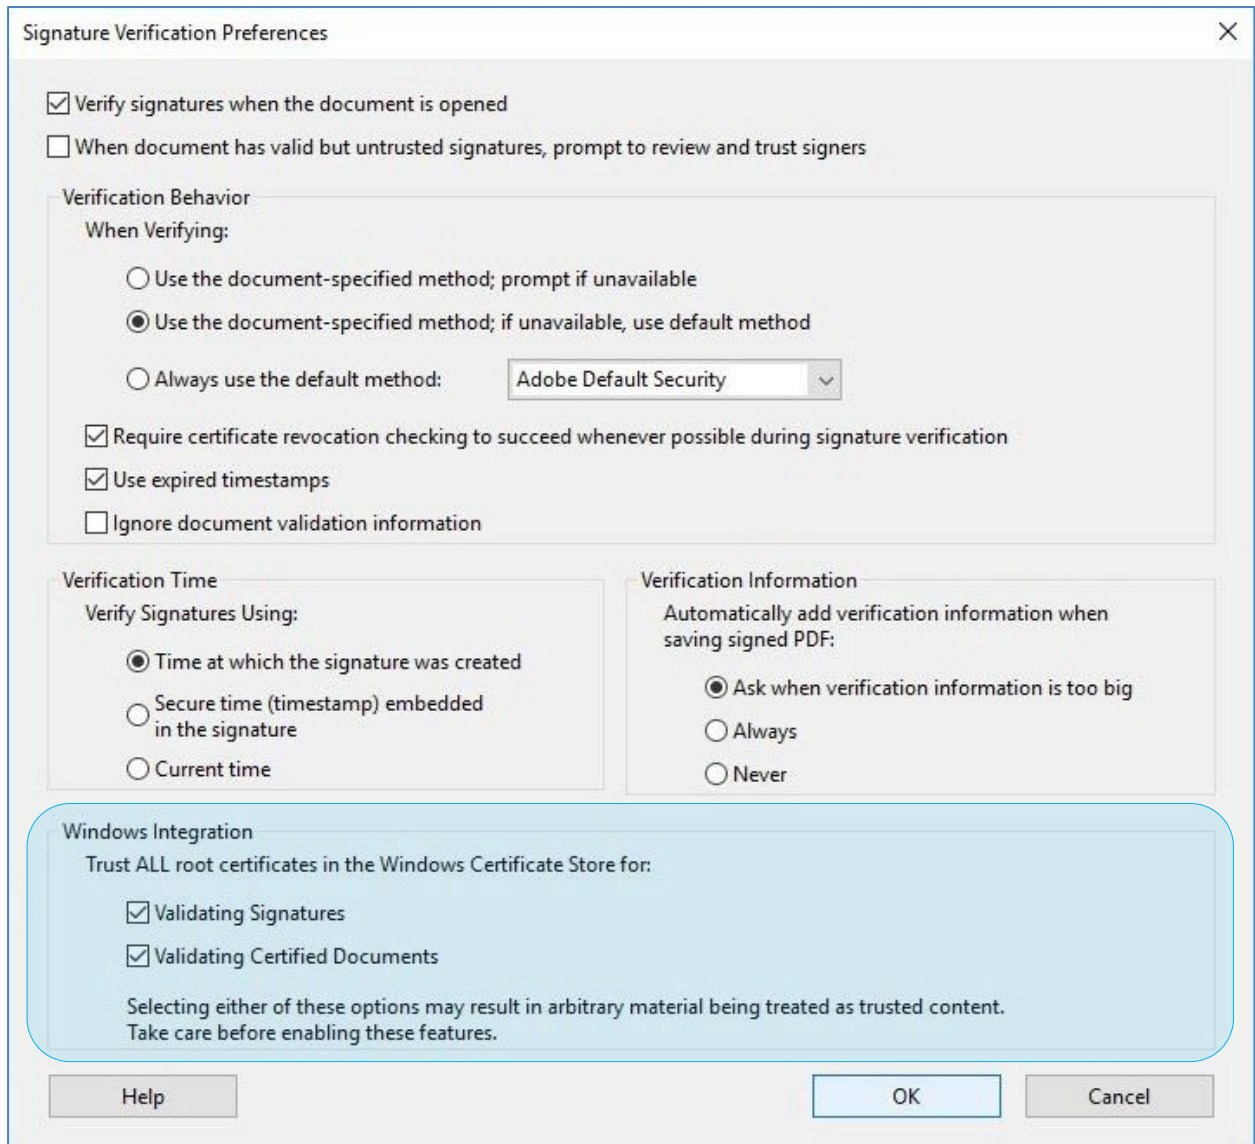 Signature Verification Preferences
Verify signatures when the document is opened
When document has valid but untrusted signatures, prompt to review and trust signers
Verification Behavior
When Verifying:
Use the document-specified method; prompt if unavailable
Use the document-specified method; if unavailable, use default method
Always use the default method: Adobe Default Security
Require certificate revocation checking to succeed whenever possible during signature verification
Use expired timestamps
Ignore document validation information
Verification Time
Verify Signatures Using:
Time at which the signature was created
Secure time (timestamp) embedded
in the signature
Current time
Verification Information
Automatically add verification information when
saving signed PDF:
Ask when verification information is too big
Always
Never
Windows Integration
Trust ALL root certificates in the Windows Certificate Store for:
Validating Signatures
Validating Certified Documents
Selecting either of these options may result in arbitrary material being treated as trusted content.
Take care before enabling these features.
Help OK Cancel